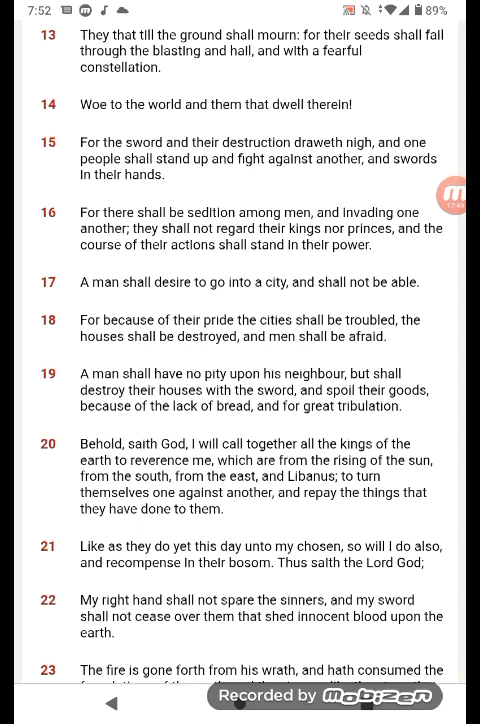 7:52
89%
13 They that till the ground shall mourn: for their seeds shall fail
through the blasting and hail, and with a fearful
constellation.
14 Woe to the world and them that dwell therein!
15 For the sword and their destruction draweth nigh, and one
people shall stand up and fight against another, and swords
in their hands.
16 For there shall be sedition among men, and invading one
another; they shall not regard their kings nor princes, and the
course of their actions shall stand in their power.
17 A man shall desire to go into a city, and shall not be able.
18 For because of their pride the cities shall be troubled, the
houses shall be destroyed, and men shall be afraid.
19 A man shall have no pity upon his neighbour, but shall
destroy their houses with the sword, and spoil their goods,
because of the lack of bread, and for great tribulation.
20 Behold, saith God, I will call together all the kings of the
earth to reverence me, which are from the rising of the sun,
from the south, from the east, and Libanus; to turn
themselves one against another, and repay the things that
they have done to them.
21 Like as they do yet this day unto my chosen, so will I do also,
and recompense in their bosom. Thus saith the Lord God;
22 My right hand shall not spare the sinners, and my sword
shall not cease over them that shed innocent blood upon the
earth.
23 The fire is gone forth from his wrath, and hath consumed the
Recorded by mobizen